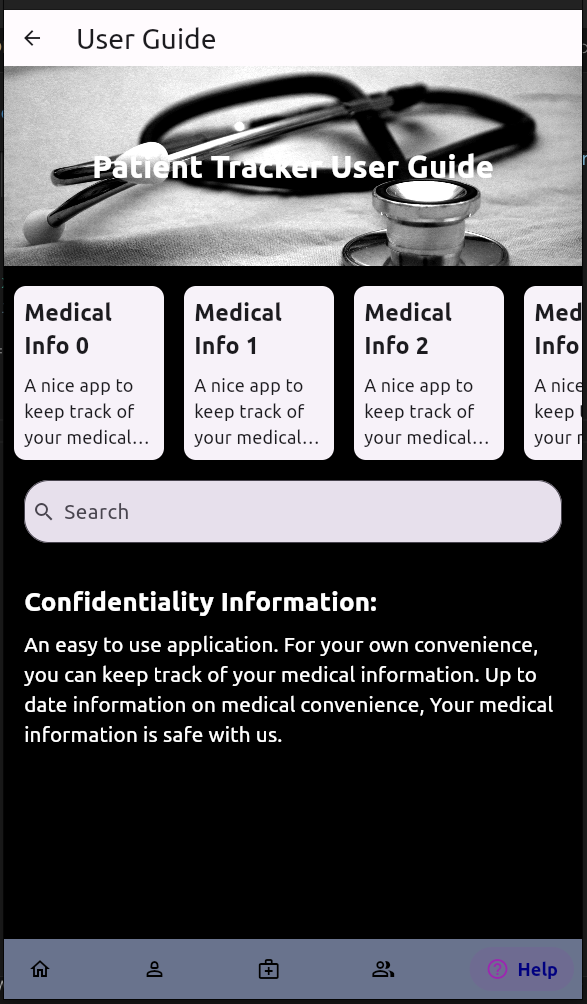 User Guide
Patient Tracker User Guide
Medical
Info 0
A nice app to
keep track of
your medical…
Medical
Info 1
A nice app to
keep track of
your medical…
Medical
Info 2
A nice app to
keep track of
your medical…
Med
Info
A nice
keep
your
Search
Confidentiality Information:
An easy to use application. For your own convenience,
you can keep track of your medical information. Up to
date information on medical convenience, Your medical
information is safe with us.
Help